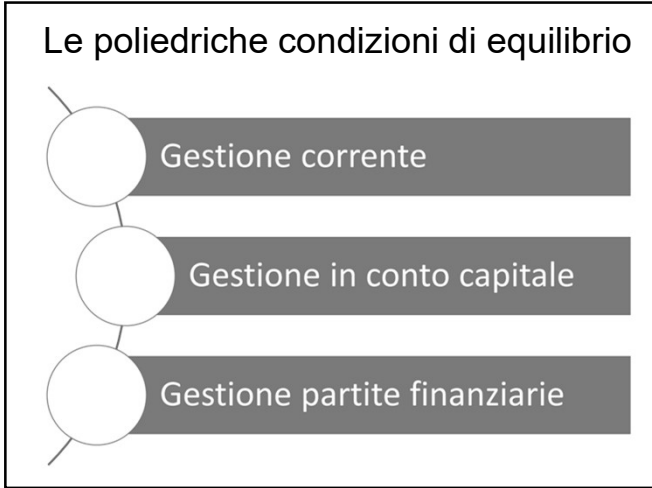 Le poliedriche condizioni di equilibrio
Gestione corrente
Gestione in conto capitale
Gestione partite finanziarie